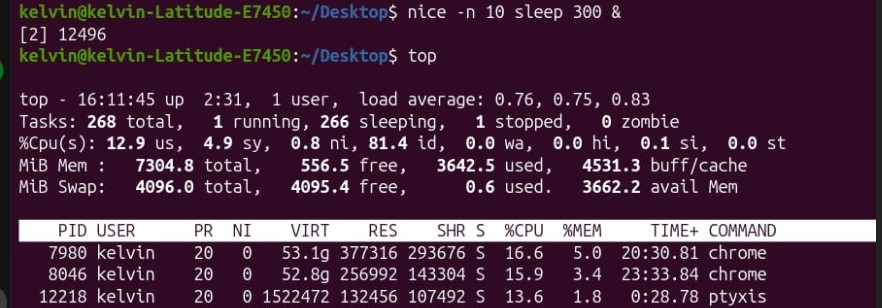 kelvin@kelvin-Latitude-E7450:~/Desktop$ nice -n 10 sleep 300 &
[2] 12496
kelvin@kelvin-Latitude-E7450:~/Desktop$ top
top - 16:11:45 up  2:31,  1 user,  load average: 0.76, 0.75, 0.83
Tasks: 268 total,   1 running, 266 sleeping,   1 stopped,   0 zombie
%Cpu(s): 12.9 us,  4.9 sy,  0.8 ni, 81.4 id,  0.0 wa,  0.0 hi,  0.1 si,  0.0 st
MiB Mem :   7304.8 total,    556.5 free,   3642.5 used,   4531.3 buff/cache
MiB Swap:   4096.0 total,   4095.4 free,      0.6 used.   3662.2 avail Mem
PID USER      PR  NI    VIRT    RES    SHR S  %CPU  %MEM     TIME+ COMMAND
7980 kelvin    20   0   53.1g 377316 293676 S  16.6   5.0  20:30.81 chrome
8046 kelvin    20   0   52.8g 256992 143304 S  15.9   3.4  23:33.84 chrome
12218 kelvin    20   0 1522472 132456 107492 S  13.6   1.8   0:28.78 ptyxis